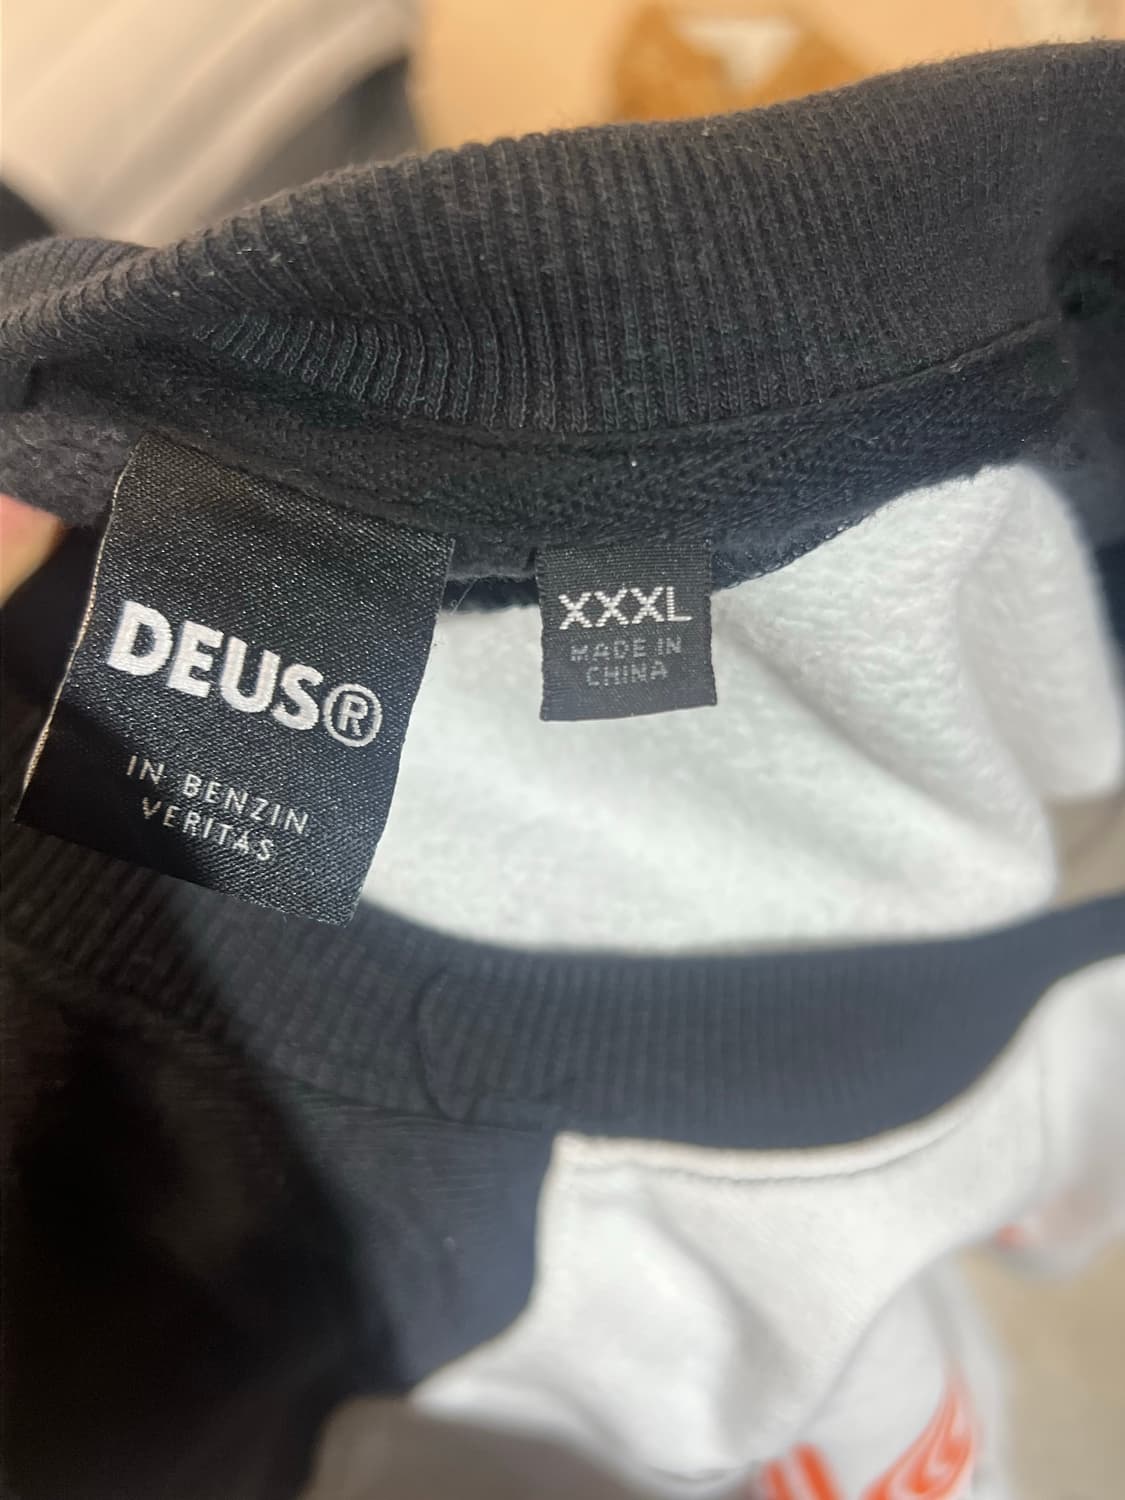 DEUS®
IN BENZIN
VERITAS
XXXL
MADE IN
CHINA